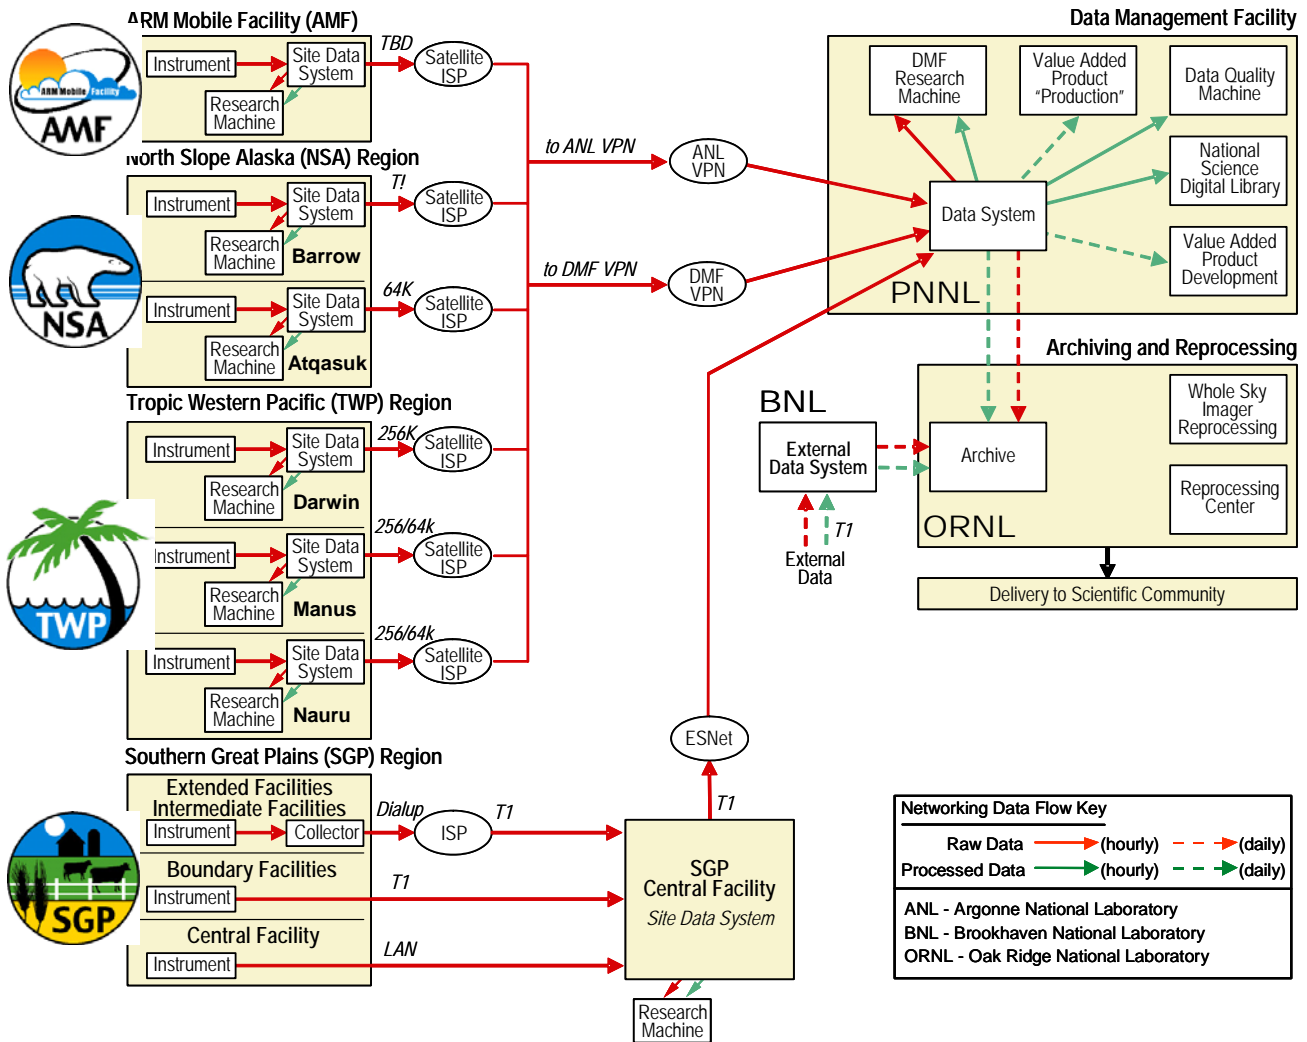 ARM Mobile Facility (AMF)
Instrument
Site Data
System
Research
Machine
TBD
Satellite
ISP
ARM Mobile Facility
AMF
North Slope Alaska (NSA) Region
Instrument
Site Data
System
Research
Machine
Barrow
T!
Satellite
ISP
NSA
Instrument
Site Data
System
Research
Machine
Atqasuk
64K
Satellite
ISP
Tropic Western Pacific (TWP) Region
Instrument
Site Data
System
Research
Machine
Darwin
256K
Satellite
ISP
TWP
Instrument
Site Data
System
Research
Machine
Manus
256/64k
Satellite
ISP
Instrument
Site Data
System
Research
Machine
Nauru
256/64k
Satellite
ISP
to ANL VPN
ANL
VPN
to DMF VPN
DMF
VPN
Southern Great Plains (SGP) Region
Extended Facilities
Intermediate Facilities
Instrument
Collector
Dialup
ISP
T1
SGP
Boundary Facilities
Instrument
T1
Central Facility
Instrument
LAN
SGP
Central Facility
Site Data System
Research
Machine
T1
ESNet
Data Management Facility
DMF
Research
Machine
Value Added
Product
“Production”
Data Quality
Machine
National
Science
Digital Library
Data System
Value Added
Product
Development
PNNL
Archiving and Reprocessing
BNL
External
Data System
T1
External
Data
Archive
Whole Sky
Imager
Reprocessing
Reprocessing
Center
ORNL
Delivery to Scientific Community
Networking Data Flow Key
Raw Data (hourly) (daily)
Processed Data (hourly) (daily)
ANL - Argonne National Laboratory
BNL - Brookhaven National Laboratory
ORNL - Oak Ridge National Laboratory